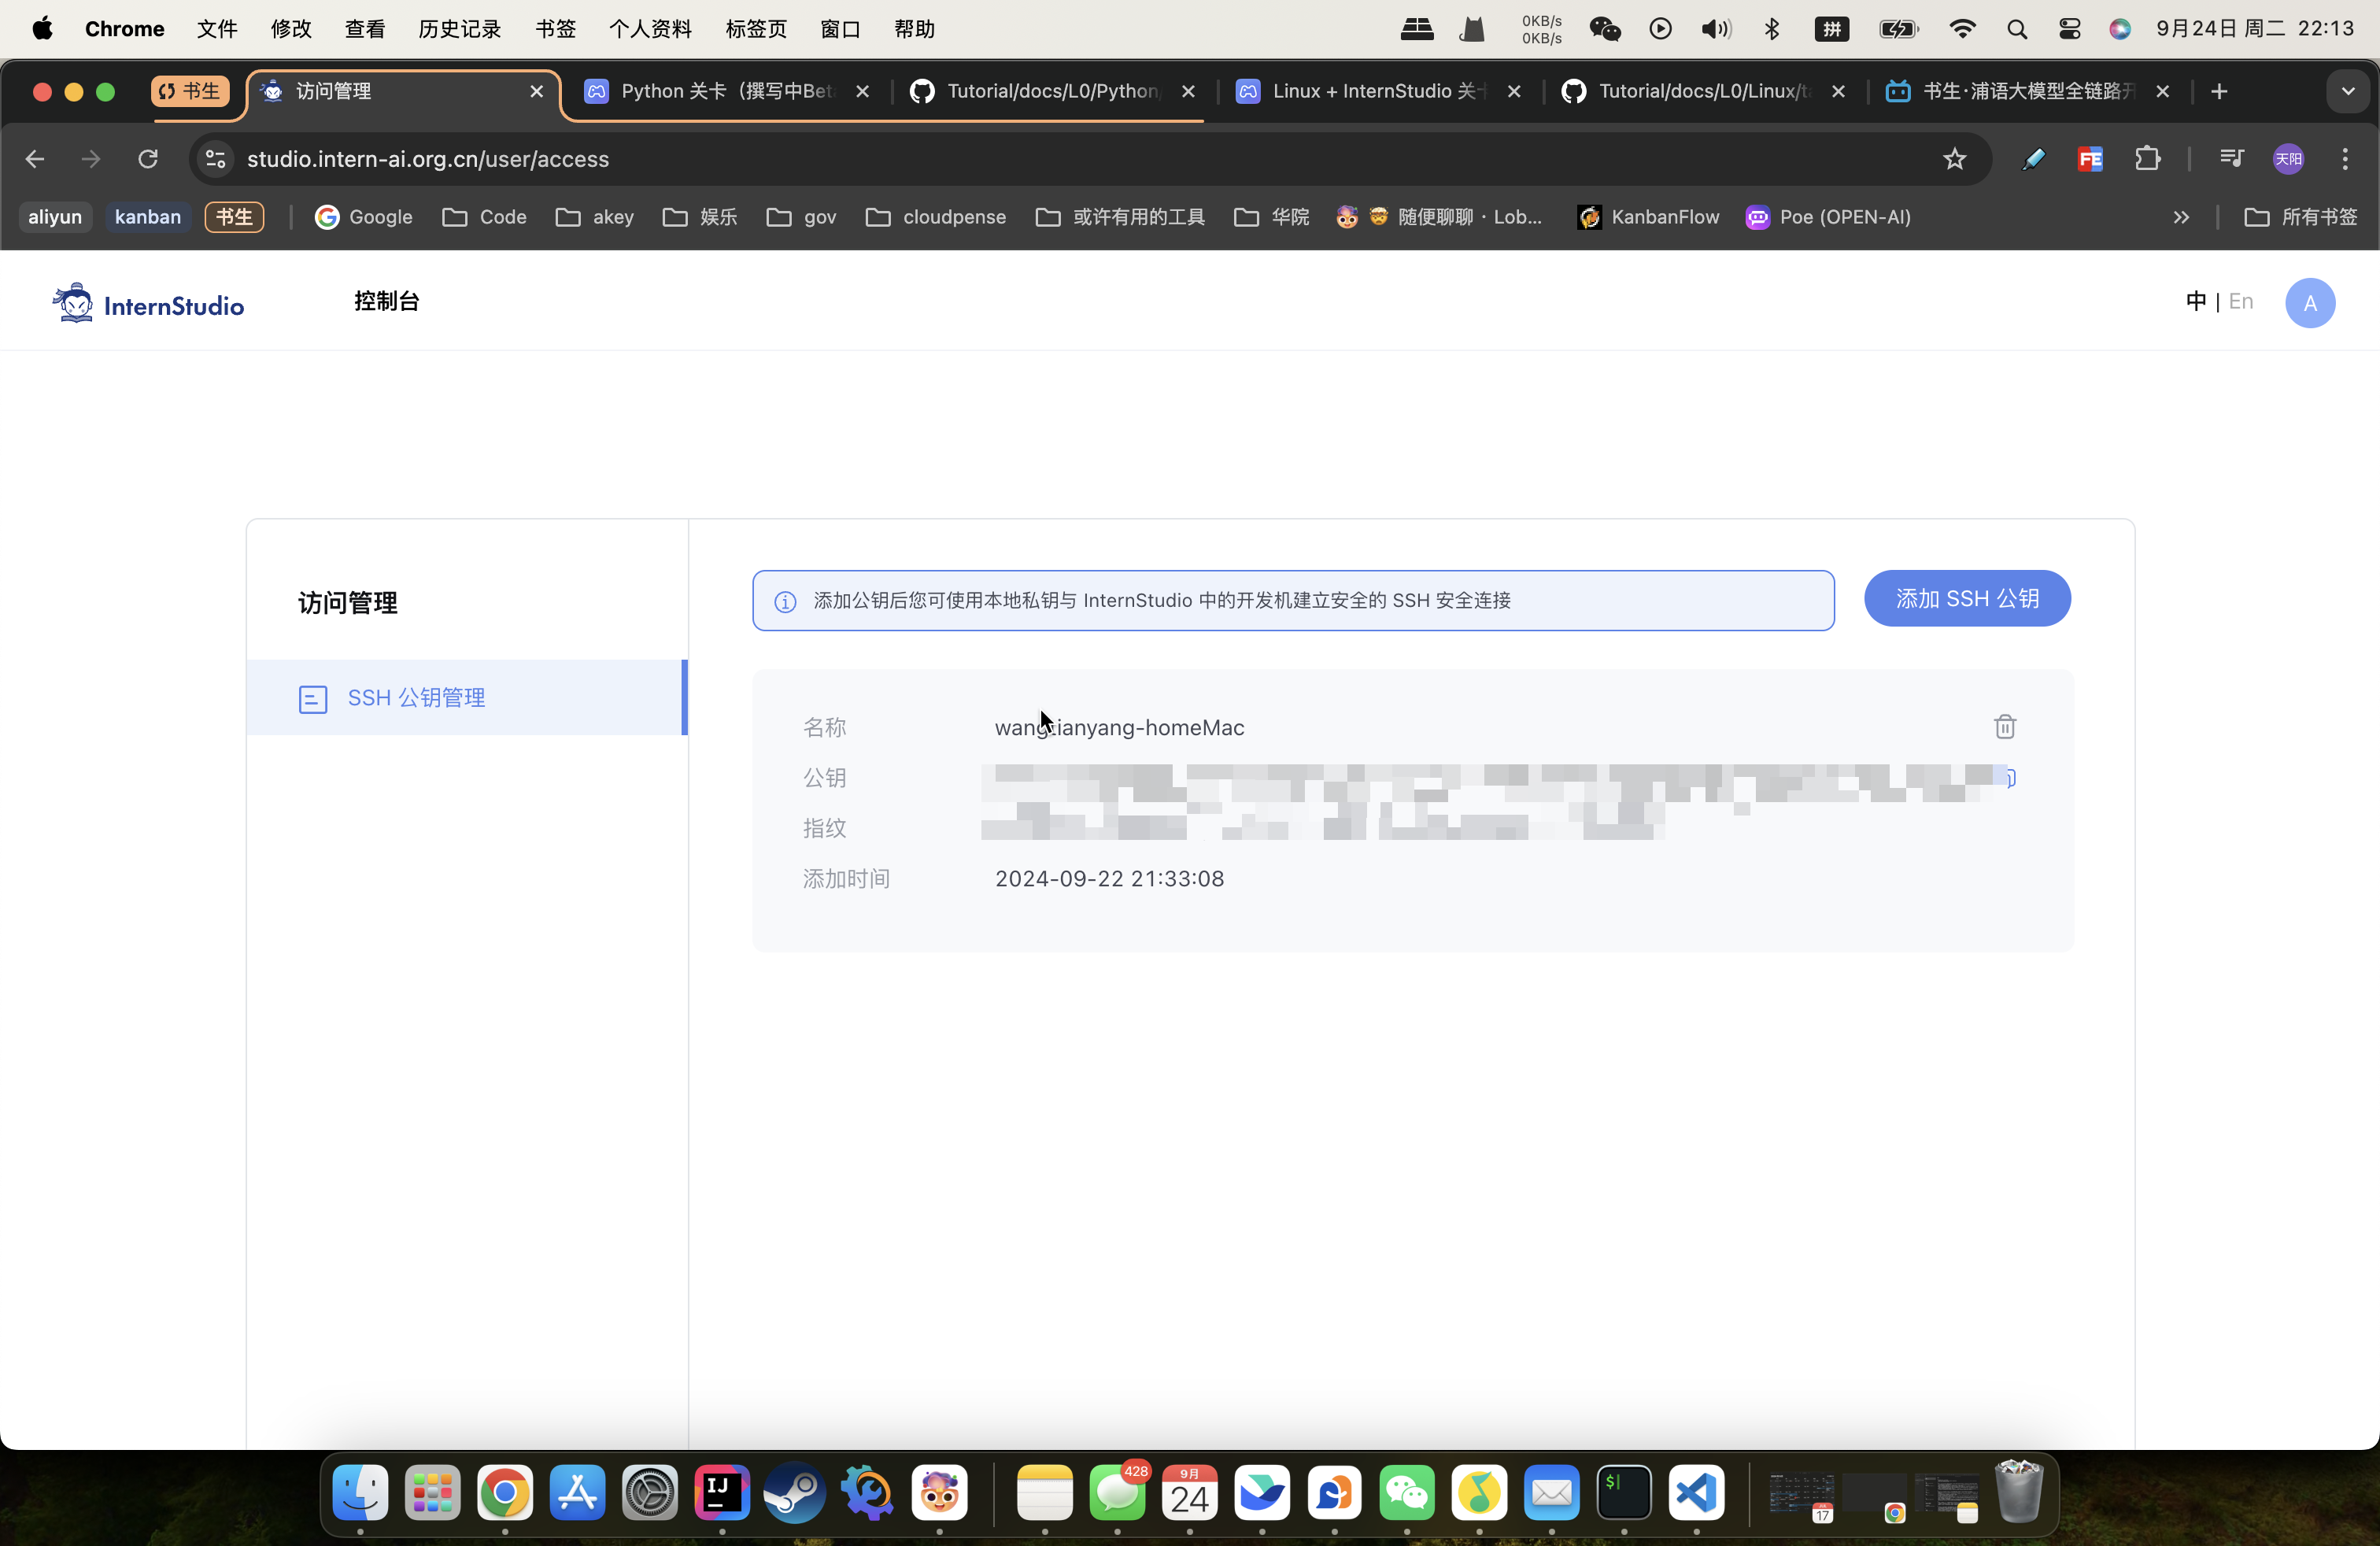 Chrome 文件 修改 查看 历史记录 书签 个人资料 标签页 窗口 帮助 0KB/s 0KB/s 拼 9月24日 周二 22:13
书生 访问管理 Python 关卡（撰写中Bet Tutorial/docs/L0/Python Linux + InternStudio 关 Tutorial/docs/L0/Linux/t 书生·浦语大模型全链路开
studio.intern-ai.org.cn/user/access FE 天阳
aliyun kanban 书生 Google Code akey 娱乐 gov cloudpense 或许有用的工具 华院 随便聊聊 · Lob... KanbanFlow Poe (OPEN-AI) 所有书签
InternStudio 控制台 中 | En A
访问管理
SSH 公钥管理
添加公钥后您可使用本地私钥与 InternStudio 中的开发机建立安全的 SSH 安全连接
添加 SSH 公钥
名称 wangtianyang-homeMac
公钥
指纹
添加时间 2024-09-22 21:33:08
IJ 428 9月 24 $ 17